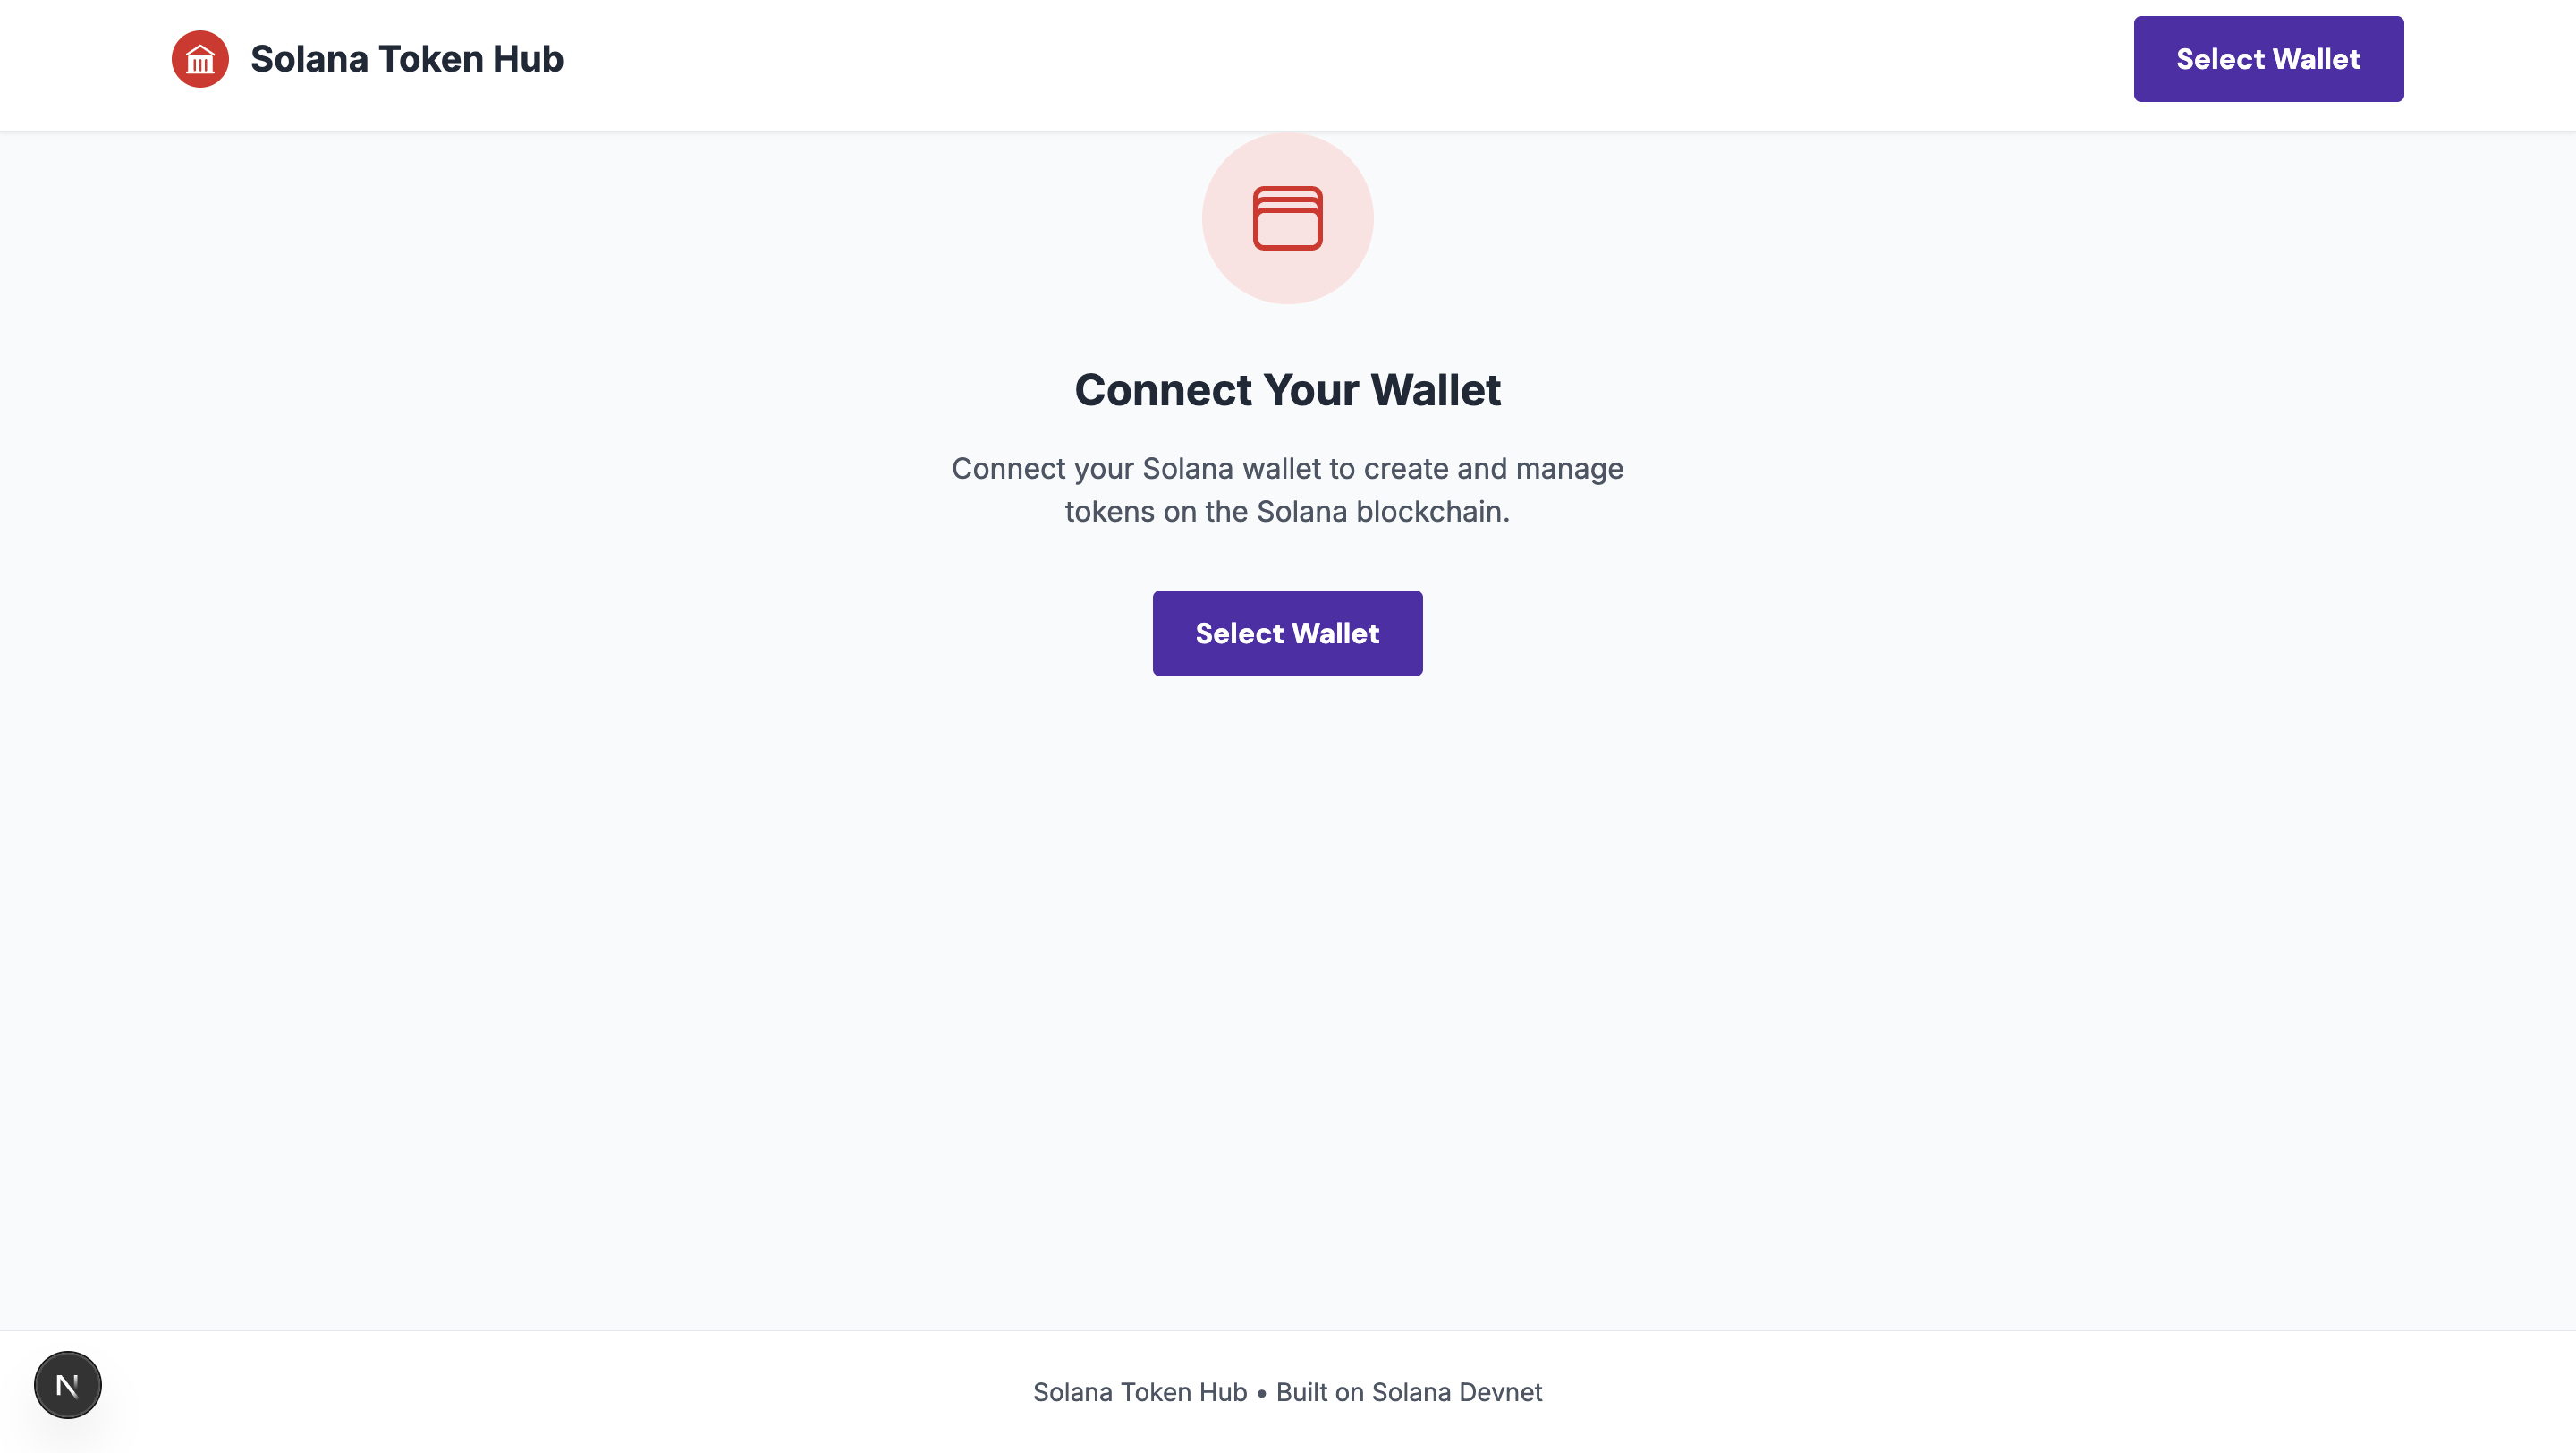 Solana Token Hub
Select Wallet
Connect Your Wallet
Connect your Solana wallet to create and manage
tokens on the Solana blockchain.
Select Wallet
N
Solana Token Hub • Built on Solana Devnet